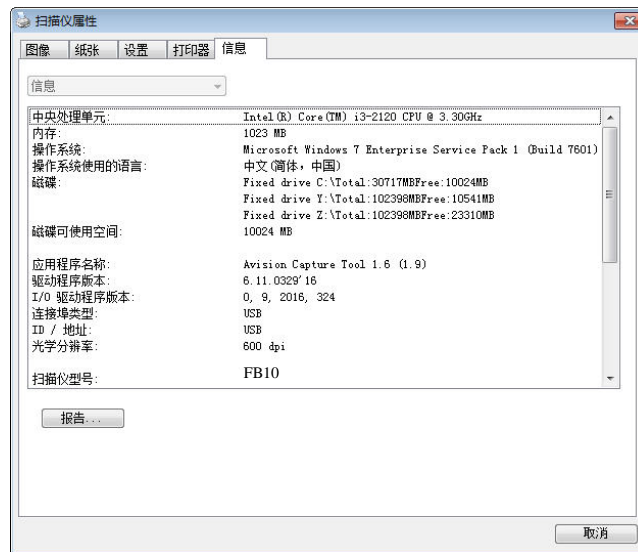 扫描仪属性
图像 纸张 设置 打印器 信息
信息
中央处理单元: Intel(R) Core(TM) i3-2120 CPU @ 3.30GHz
内存: 1023 MB
操作系统: Microsoft Windows 7 Enterprise Service Pack 1 (Build 7601)
操作系统使用的语言: 中文(简体，中国)
磁碟: Fixed drive C:\Total:30717MBFree:10024MB
Fixed drive Y:\Total:102398MBFree:10541MB
Fixed drive Z:\Total:102398MBFree:23310MB
磁碟可使用空间: 10024 MB
应用程序名称: Avision Capture Tool 1.6 (1.9)
驱动程序版本: 6.11.0329'16
I/O 驱动程序版本: 0, 9, 2016, 324
连接埠类型: USB
ID / 地址: USB
光学分辨率: 600 dpi
扫描仪型号: FB10
报告...
取消